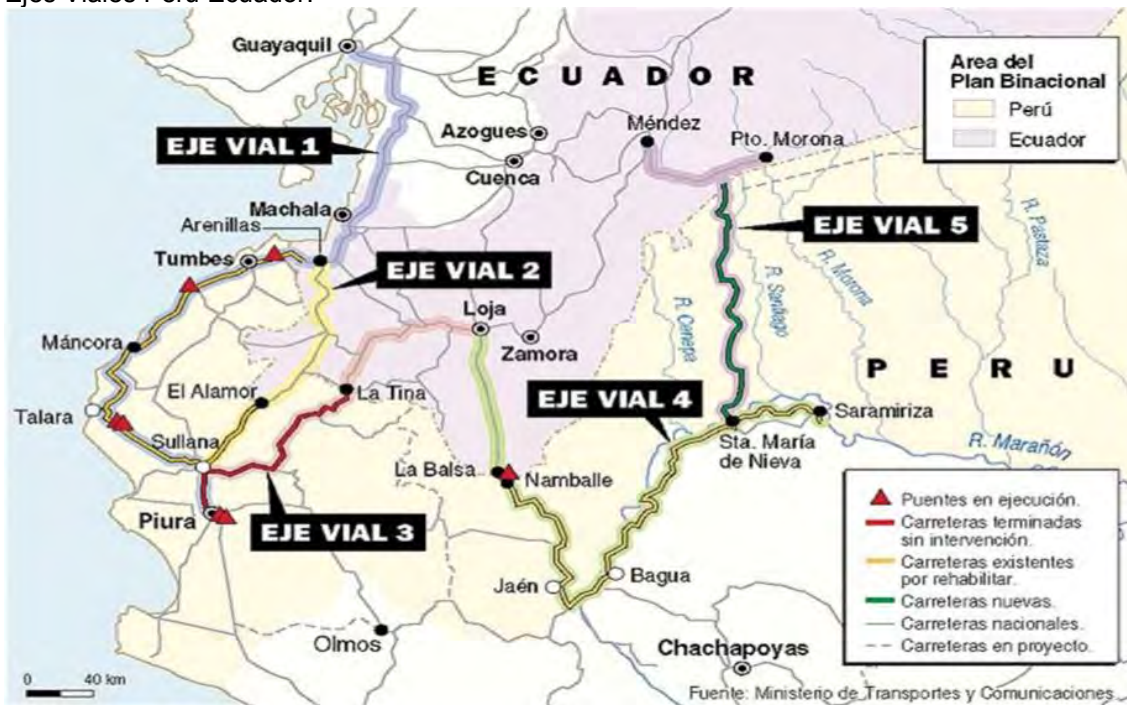 Ejes Viales Perú-Ecuador.
Guayaquil
ECUADOR
Area del
Plan Binacional
Perú
Ecuador
Azogues
Méndez
Pto. Morona
EJE VIAL 1
Cuenca
Machala
Arenillas
EJE VIAL 5
R. Pastaza
R. Morona
R. Santiago
R. Cenepa
Tumbes
EJE VIAL 2
Loja
Zamora
Máncora
PERU
El Alamor
La Tina
EJE VIAL 4
Saramiriza
Talara
Sullana
Sta. María
de Nieva
R. Marañón
La Balsa
Namballe
Piura
EJE VIAL 3
Puentes en ejecución.
Carreteras terminadas
sin intervención.
Carreteras existentes
por rehabilitar.
Carreteras nuevas.
Carreteras nacionales.
Carreteras en proyecto.
Jaén
Bagua
Olmos
Chachapoyas
0 40 km
Fuente: Ministerio de Transportes y Comunicaciones